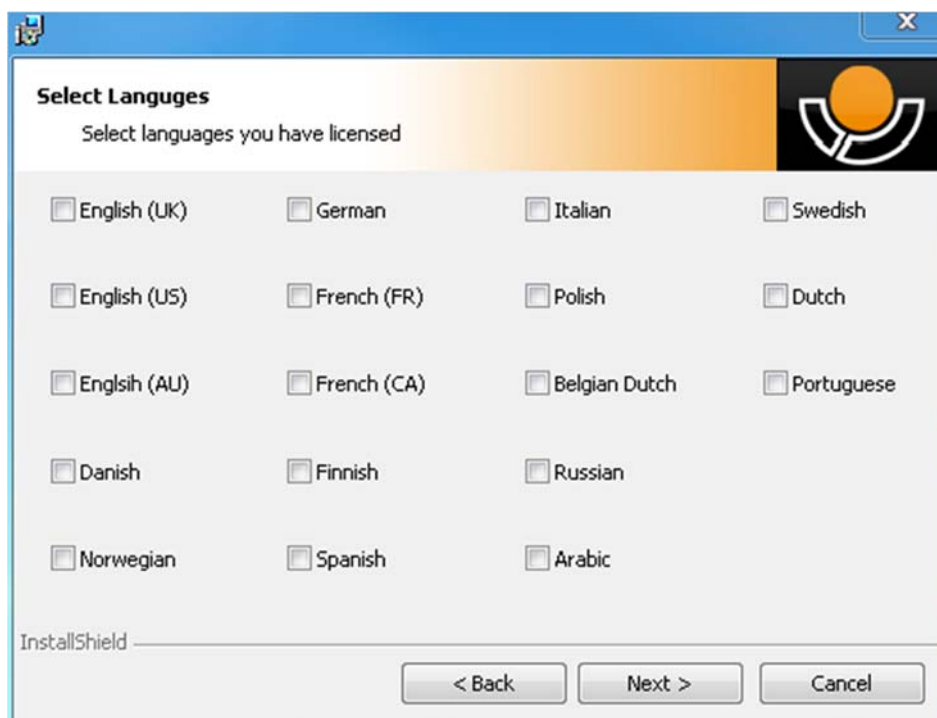 Select Languges
Select languages you have licensed
English (UK) German Italian Swedish
English (US) French (FR) Polish Dutch
Englsih (AU) French (CA) Belgian Dutch Portuguese
Danish Finnish Russian
Norwegian Spanish Arabic
InstallShield
< Back Next > Cancel